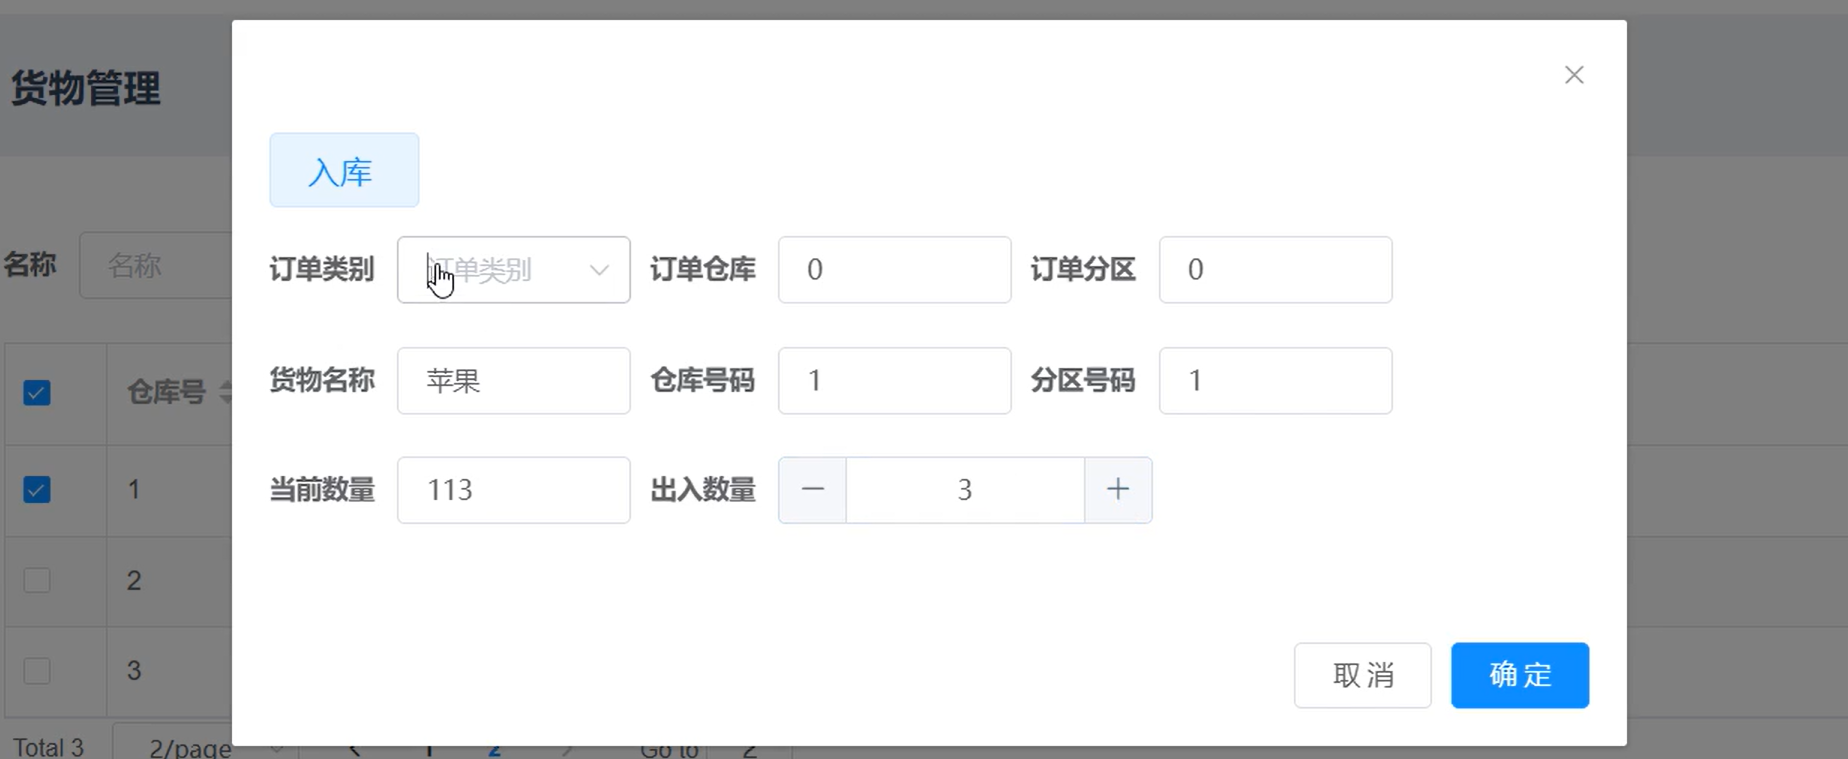 货物管理
入库
名称 名称
订单类别 订单类别 订单仓库 0 订单分区 0
货物名称 苹果 仓库号码 1 分区号码 1
仓库号
当前数量 113 出入数量 3
1
2
3
取消 确定
Total 3 2/page 1 2 Go to 2